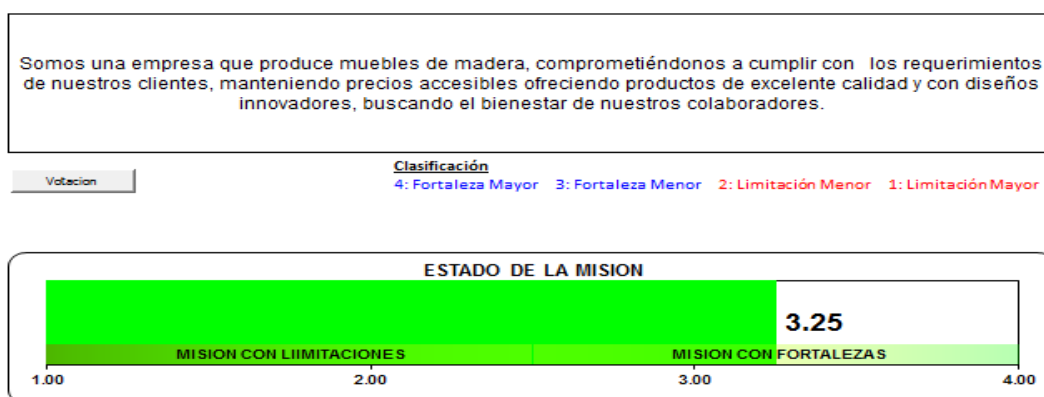 Somos una empresa que produce muebles de madera, comprometiéndonos a cumplir con los requerimientos
de nuestros clientes, manteniendo precios accesibles ofreciendo productos de excelente calidad y con diseños
innovadores, buscando el bienestar de nuestros colaboradores.
Votacion
Clasificación
4: Fortaleza Mayor 3: Fortaleza Menor 2: Limitación Menor 1: Limitación Mayor
ESTADO DE LA MISION
3.25
MISION CON LIIMITACIONES MISION CON FORTALEZAS
1.00 2.00 3.00 4.00